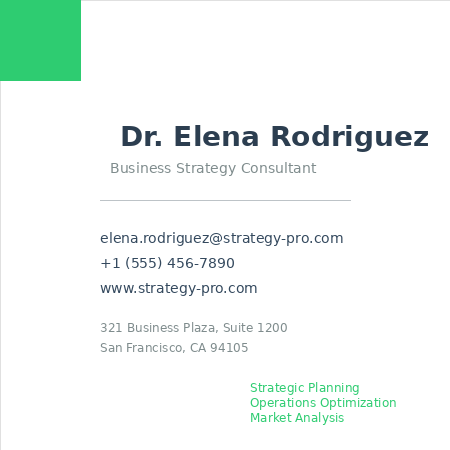 Dr. Elena Rodriguez
Business Strategy Consultant
elena.rodriguez@strategy-pro.com
+1 (555) 456-7890
www.strategy-pro.com
321 Business Plaza, Suite 1200
San Francisco, CA 94105
Strategic Planning
Operations Optimization
Market Analysis